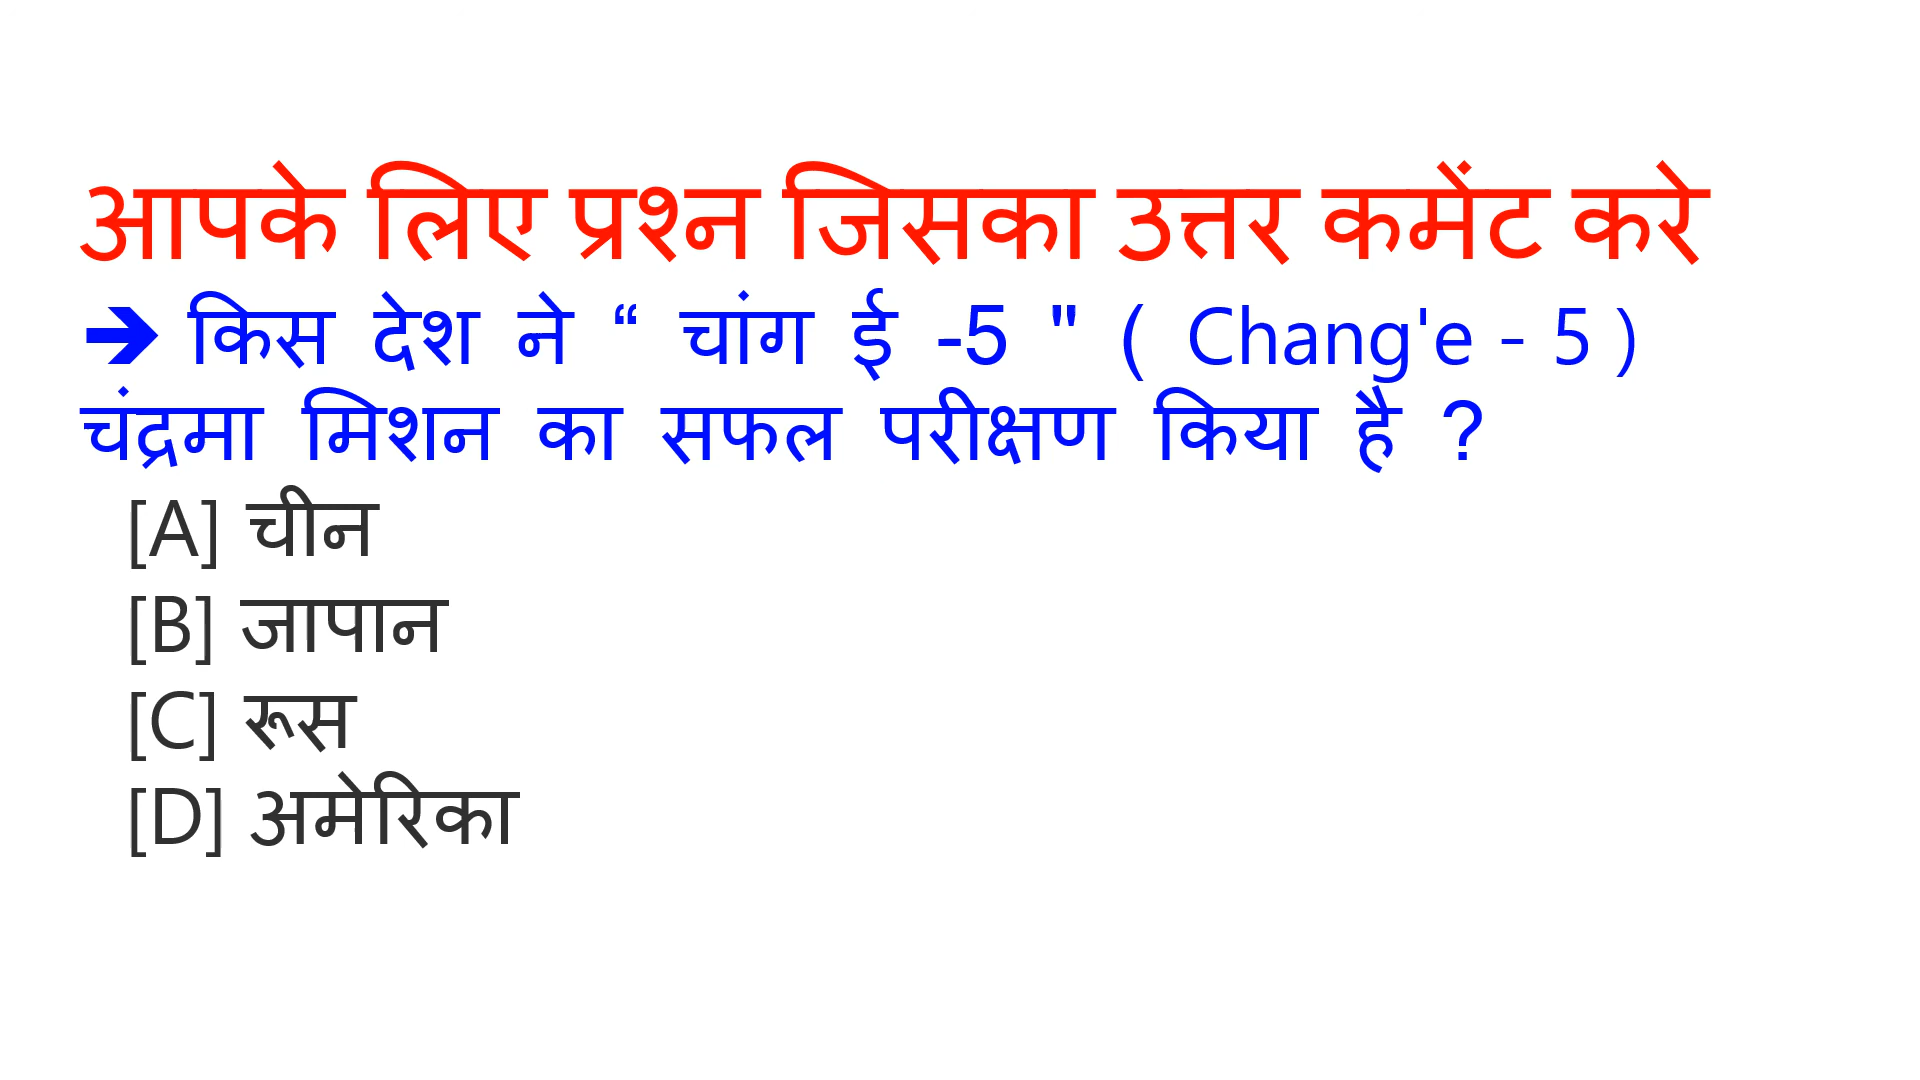 आपके लिए प्रश्न जिसका उत्तर कमेंट करे
🡺 किस देश ने “ चांग ई -5 " ( Chang'e - 5 )
चंद्रमा मिशन का सफल परीक्षण किया है ?
[A] चीन
[B] जापान
[C] रूस
[D] अमेरिका